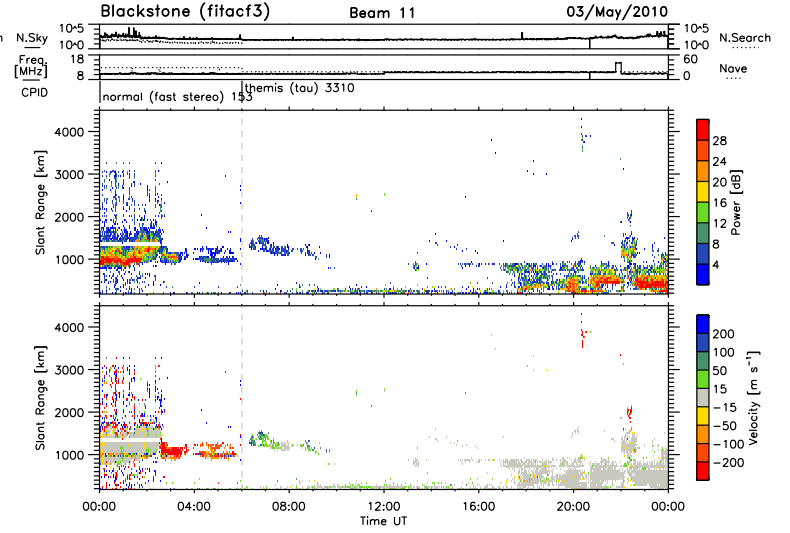 Blackstone (fitacf3) Beam 11 03/May/2010
10^5 10^5
N.Sky N.Search
10^0 10^0
18 60
Freq. [MHz] Nave
8 0
CPID
themis (tau) 3310
normal (fast stereo) 153
4000
3000
2000
1000
Slant Range [km]
28
24
20
16
12
8
4
Power [dB]
4000
3000
2000
1000
Slant Range [km]
200
100
50
15
-15
-50
-100
-200
Velocity [m s⁻¹]
00:00 04:00 08:00 12:00 16:00 20:00 00:00
Time UT